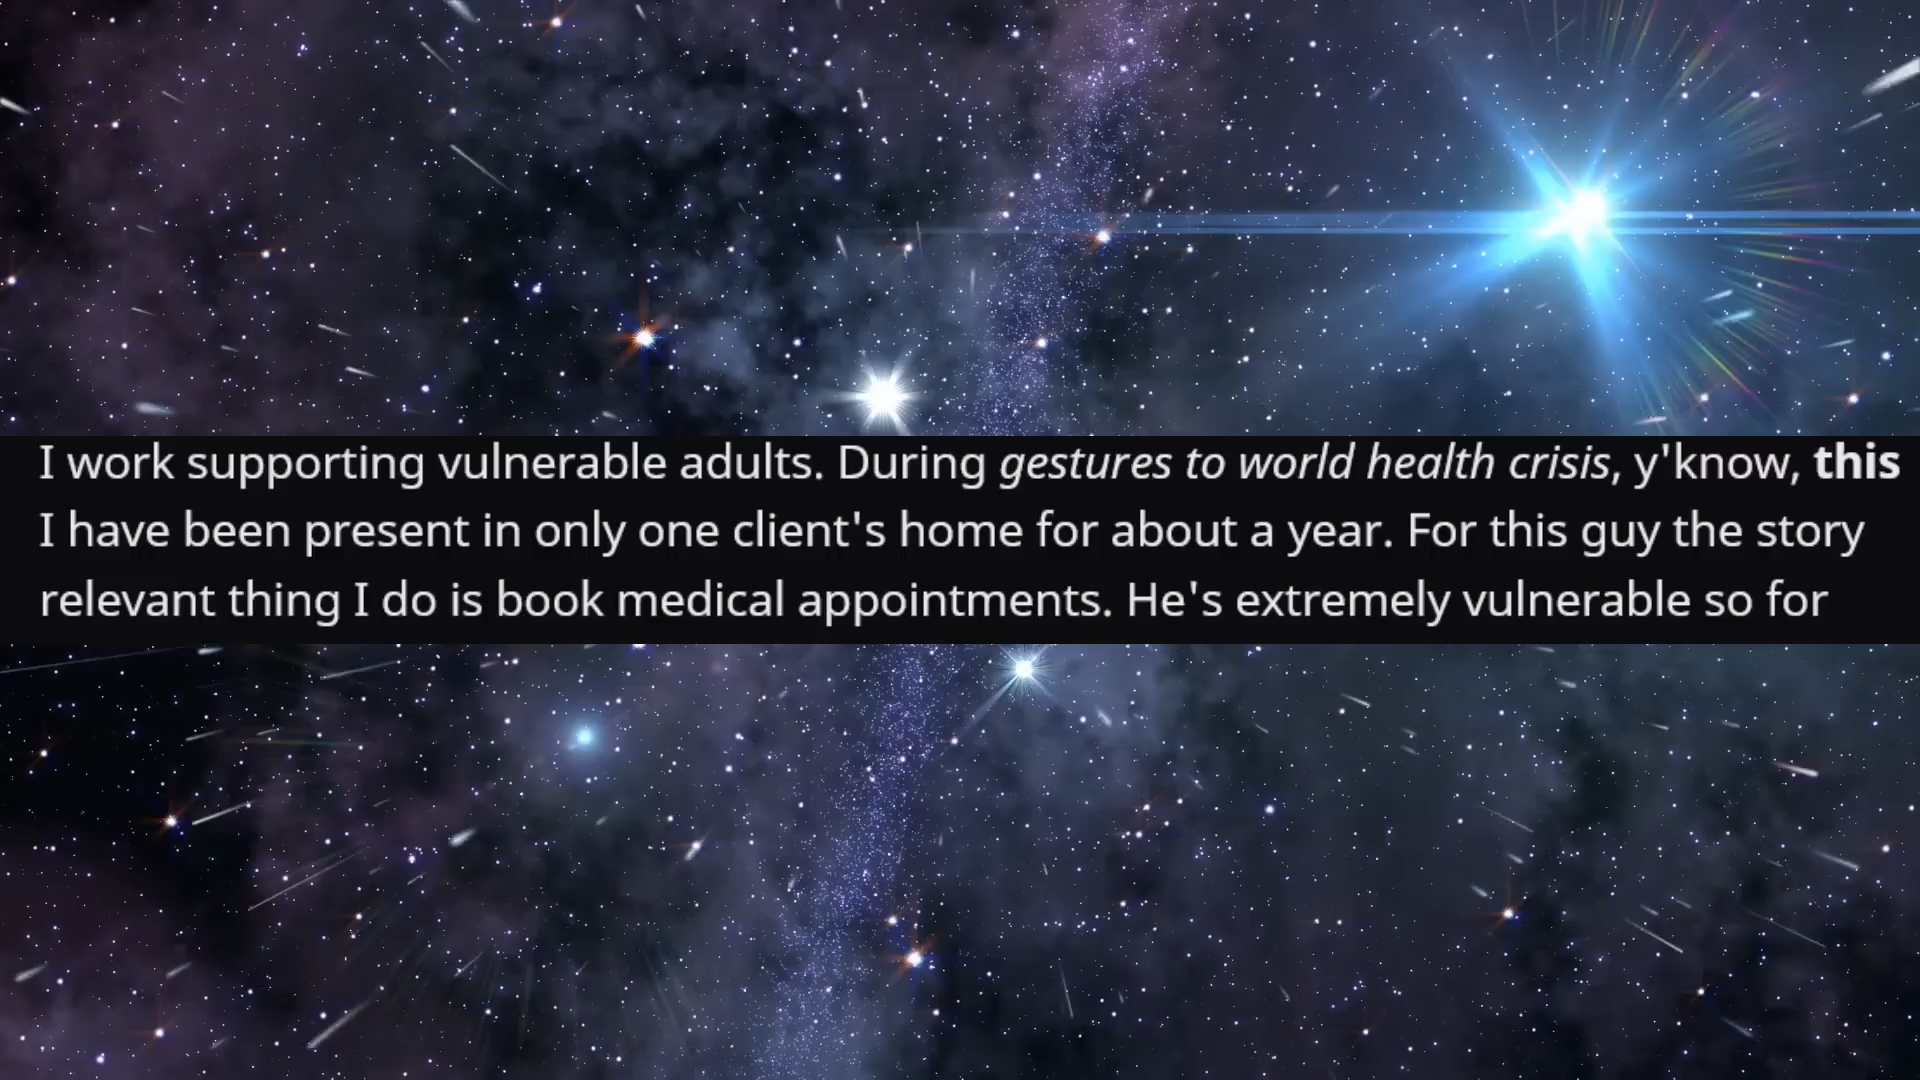 I work supporting vulnerable adults. During gestures to world health crisis, y'know, this
I have been present in only one client's home for about a year. For this guy the story
relevant thing I do is book medical appointments. He's extremely vulnerable so for